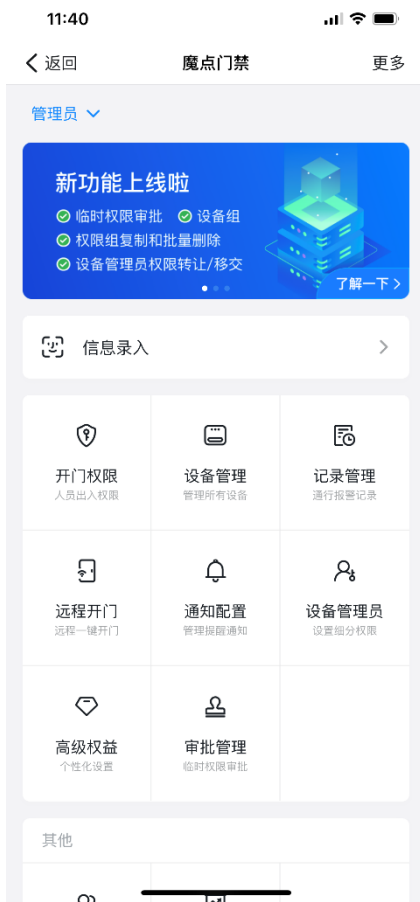 11:40
返回
魔点门禁
更多
管理员
新功能上线啦
临时权限审批 设备组
权限组复制和批量删除
设备管理员权限转让/移交
了解一下
信息录入
开门权限 设备管理 记录管理
人员出入权限 管理所有设备 通行报警记录
远程开门 通知配置 设备管理员
远程一键开门 管理提醒通知 设置细分权限
高级权益 审批管理
个性化设置 临时权限审批
其他